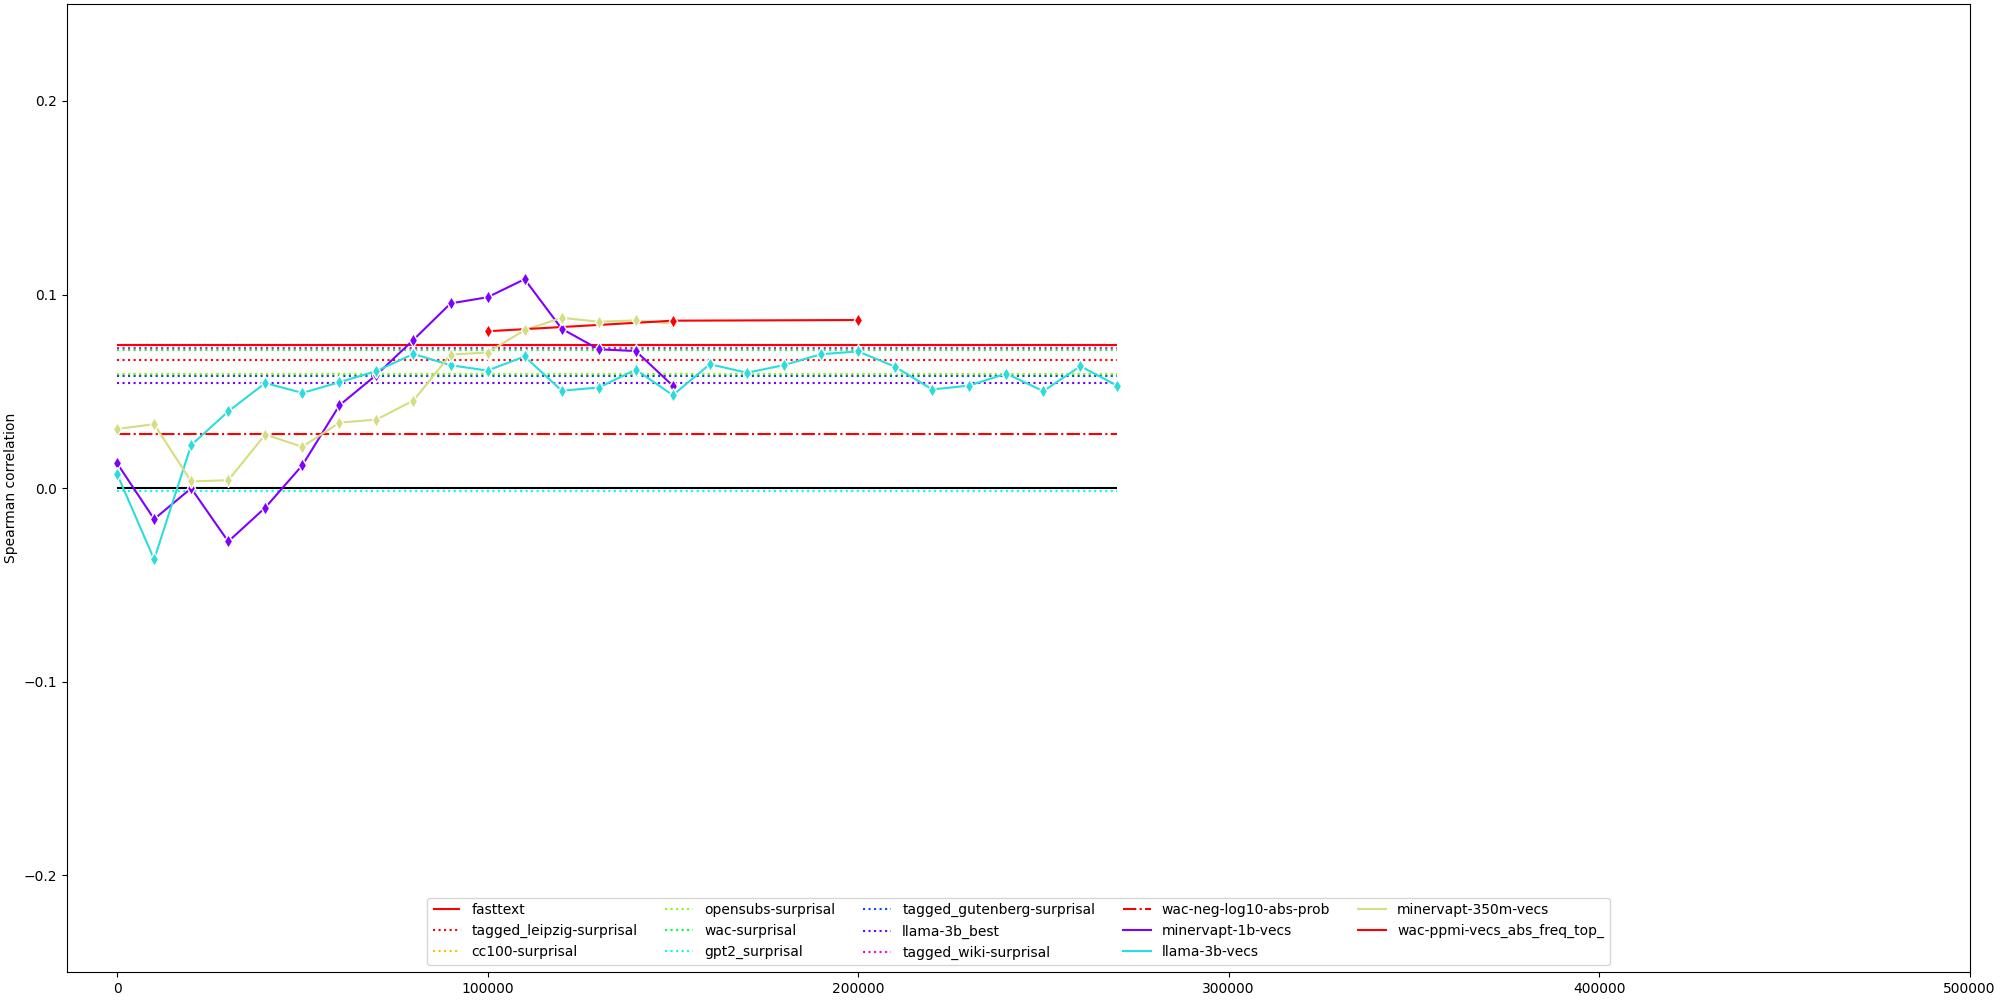 0.2
0.1
0.0
−0.1
−0.2
Spearman correlation
fasttext
tagged_leipzig-surprisal
cc100-surprisal
opensubs-surprisal
wac-surprisal
gpt2_surprisal
tagged_gutenberg-surprisal
llama-3b_best
tagged_wiki-surprisal
wac-neg-log10-abs-prob
minervapt-1b-vecs
llama-3b-vecs
minervapt-350m-vecs
wac-ppmi-vecs_abs_freq_top_
0 100000 200000 300000 400000 500000